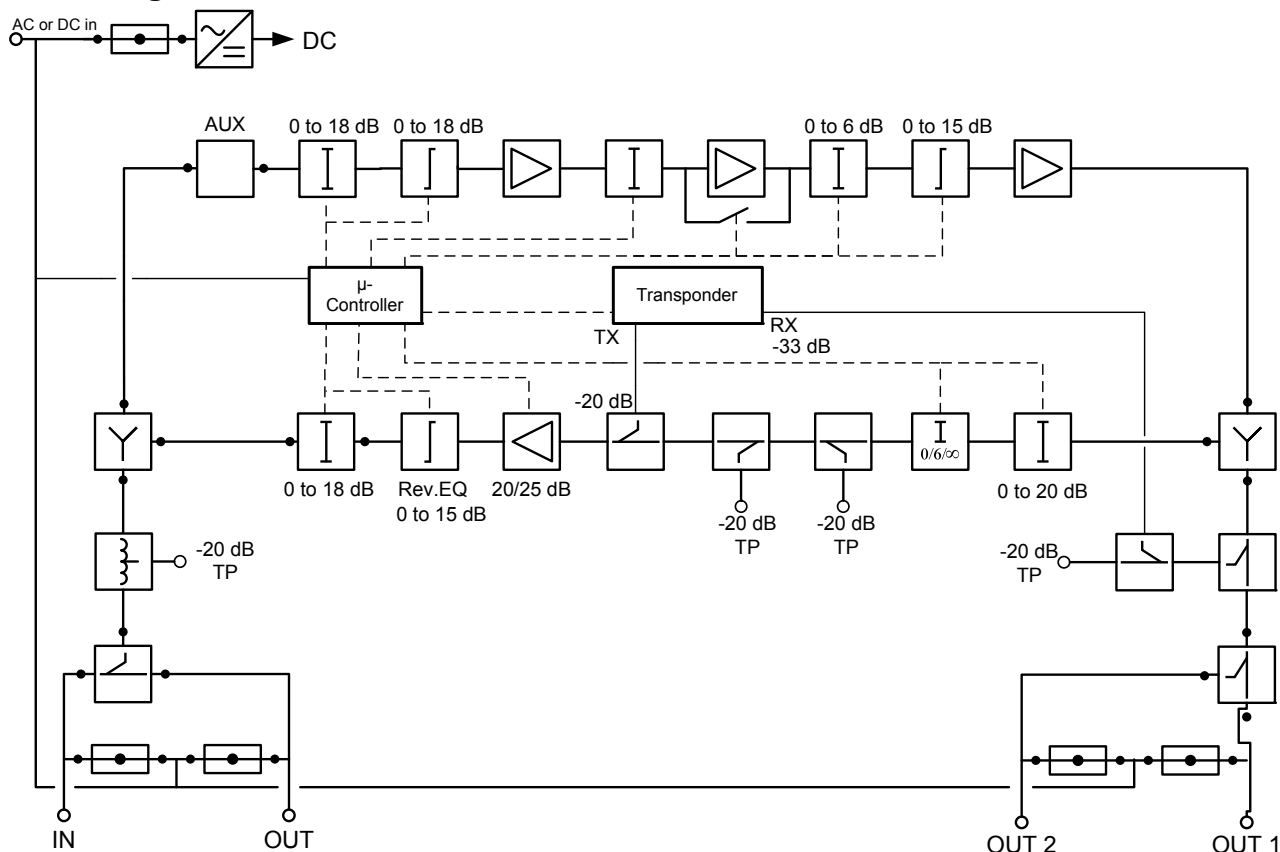 AC or DC in
DC
AUX
0 to 18 dB
0 to 18 dB
0 to 6 dB
0 to 15 dB
µ-
Controller
Transponder
TX
RX
-33 dB
-20 dB
0/6/∞
0 to 18 dB
Rev.EQ
0 to 15 dB
20/25 dB
-20 dB
TP
-20 dB
TP
0 to 20 dB
-20 dB
TP
-20 dB
TP
IN
OUT
OUT 2
OUT 1